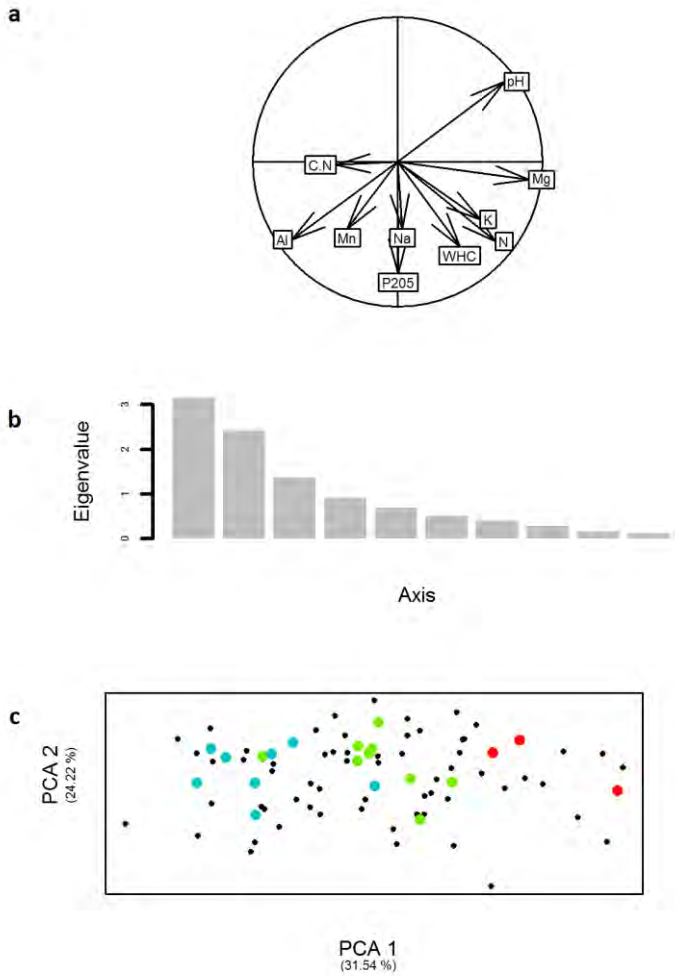 a
pH
C.N
Mg
K
Al
Mn
Na
N
WHC
P205
b
Eigenvalue
3
2
1
0
Axis
c
PCA 2
(24.22 %)
PCA 1
(31.54 %)